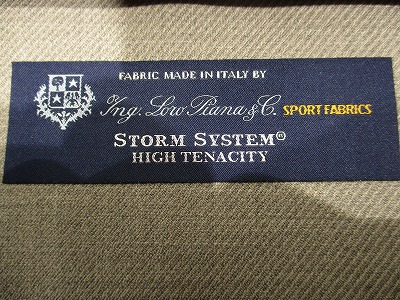 FABRIC MADE IN ITALY BY
Ing. Loro Piana & C. SPORT FABRICS
STORM SYSTEM®
HIGH TENACITY